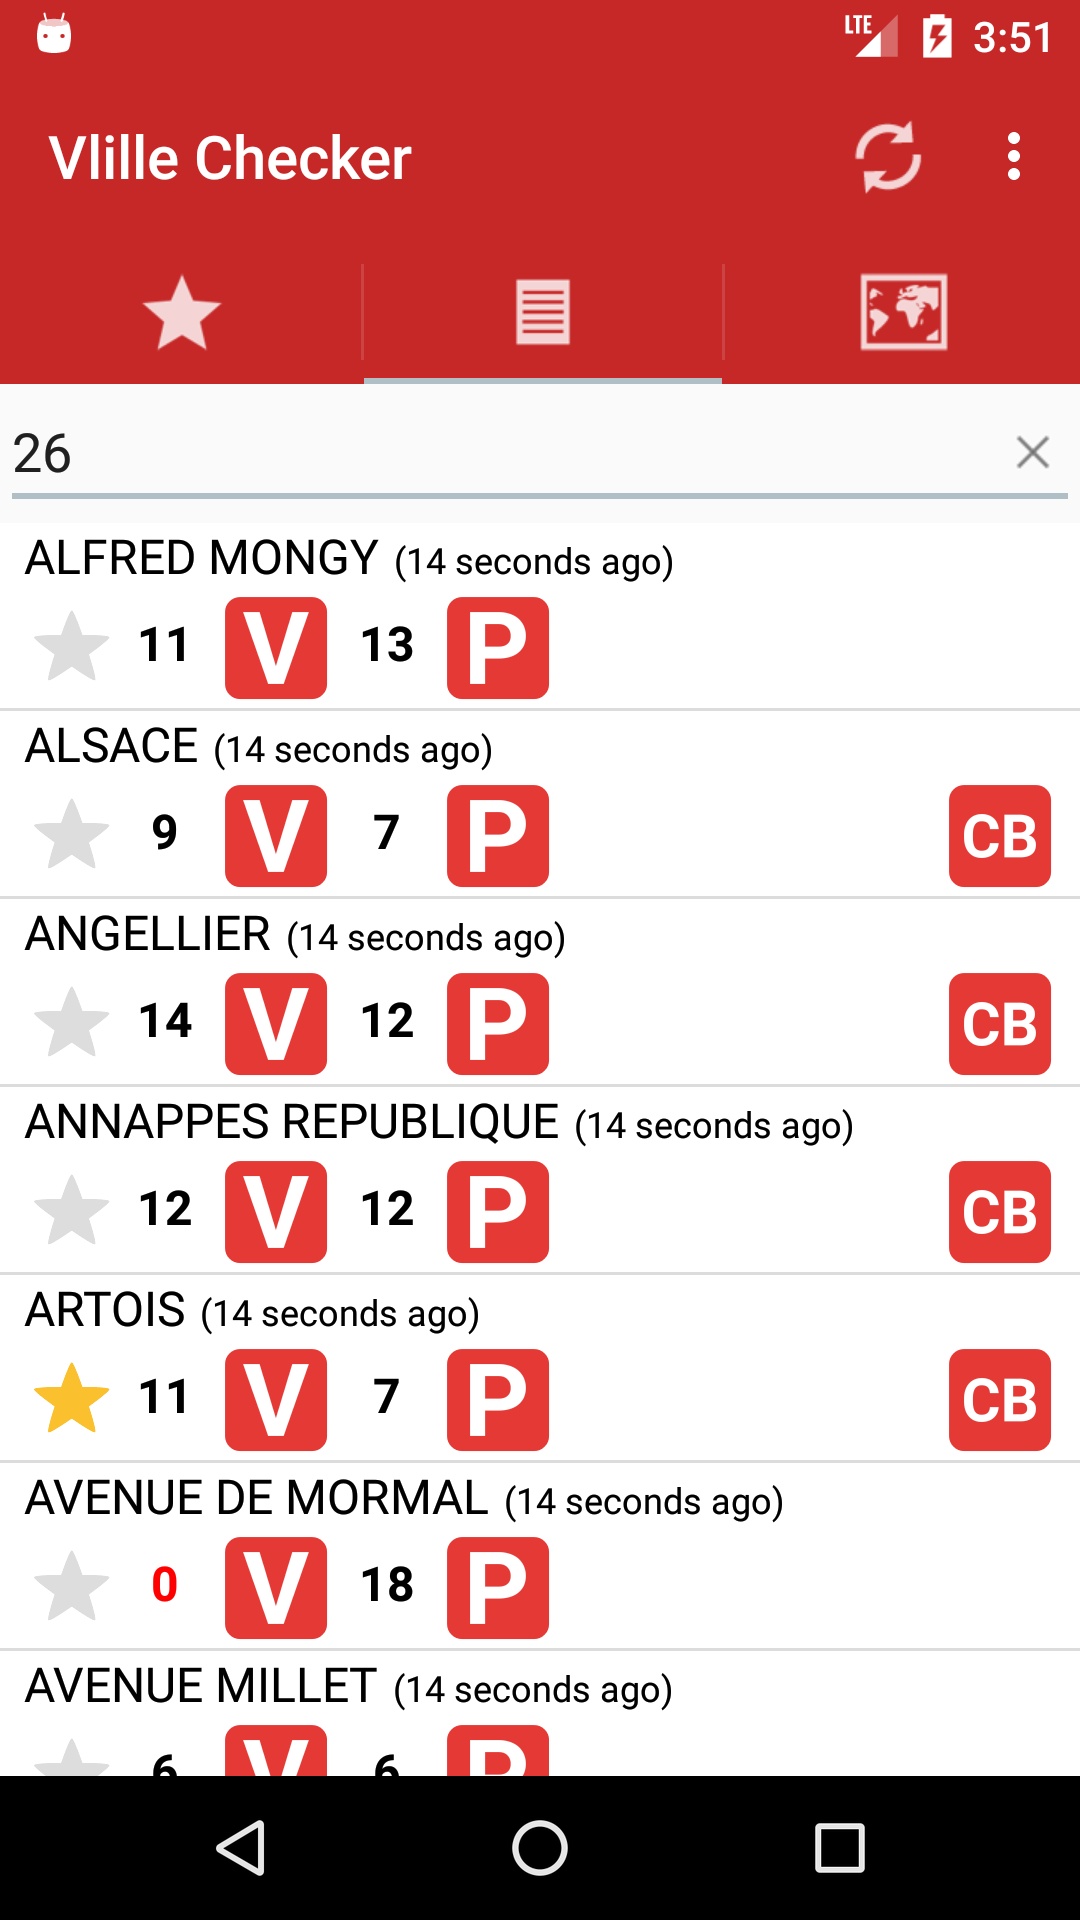 LTE 3:51
Vlille Checker
26
ALFRED MONGY (14 seconds ago)
11 V 13 P
ALSACE (14 seconds ago)
9 V 7 P CB
ANGELLIER (14 seconds ago)
14 V 12 P CB
ANNAPPES REPUBLIQUE (14 seconds ago)
12 V 12 P CB
ARTOIS (14 seconds ago)
11 V 7 P CB
AVENUE DE MORMAL (14 seconds ago)
0 V 18 P
AVENUE MILLET (14 seconds ago)
6 V 6 P